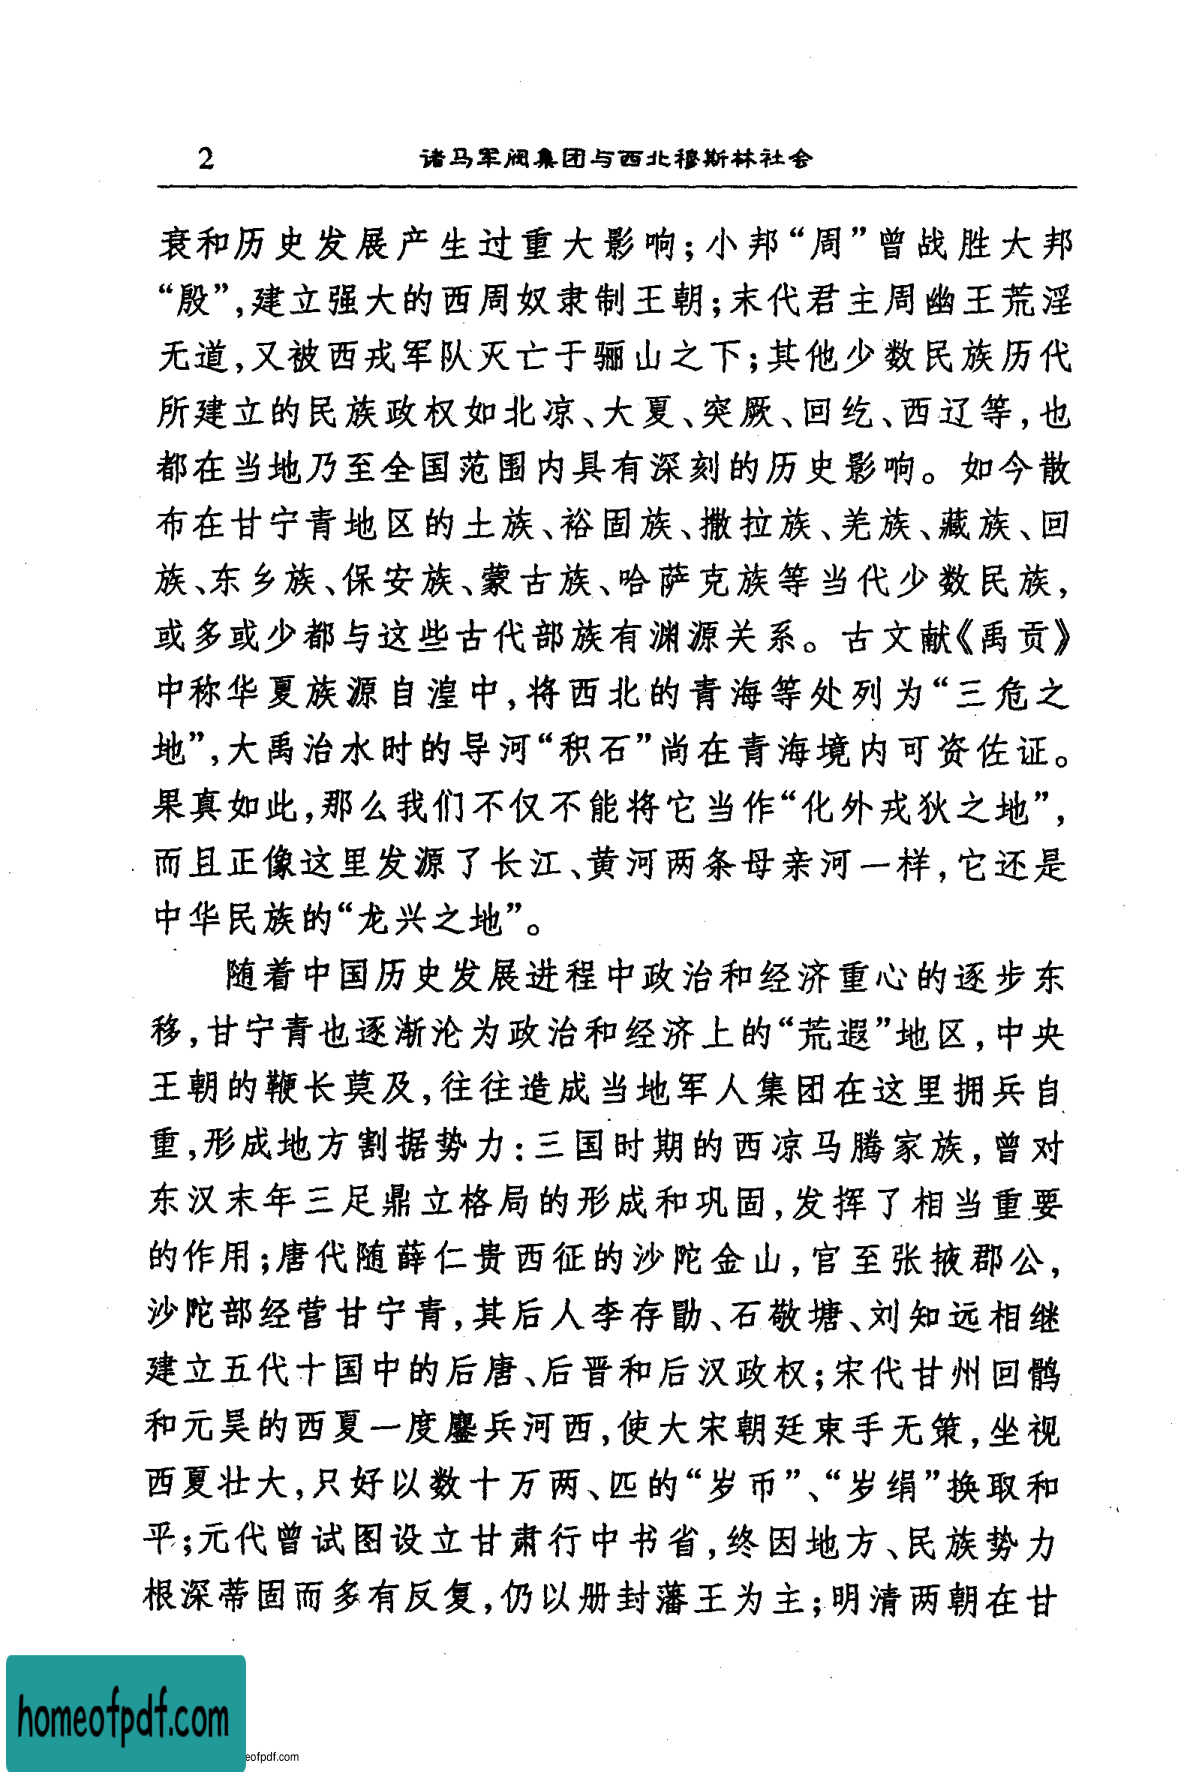 2 诸马军阀集团与西北穆斯林社会
衰和历史发展产生过重大影响;小邦“周”曾战胜大邦
“殷”,建立强大的西周奴隶制王朝;末代君主周幽王荒淫
无道,又被西戎军队灭亡于骊山之下;其他少数民族历代
所建立的民族政权如北凉、大夏、突厥、回纥、西辽等,也
都在当地乃至全国范围内具有深刻的历史影响。如今散
布在甘宁青地区的土族、裕固族、撒拉族、羌族、藏族、回
族、东乡族、保安族、蒙古族、哈萨克族等当代少数民族,
或多或少都与这些古代部族有渊源关系。古文献《禹贡》
中称华夏族源自湟中,将西北的青海等处列为“三危之
地”,大禹治水时的导河“积石”尚在青海境内可资佐证。
果真如此,那么我们不仅不能将它当作“化外戎狄之地”,
而且正像这里发源了长江、黄河两条母亲河一样,它还是
中华民族的“龙兴之地”。
随着中国历史发展进程中政治和经济重心的逐步东
移,甘宁青也逐渐沦为政治和经济上的“荒遐”地区,中央
王朝的鞭长莫及,往往造成当地军人集团在这里拥兵自
重,形成地方割据势力:三国时期的西凉马腾家族,曾对
东汉末年三足鼎立格局的形成和巩固,发挥了相当重要
的作用;唐代随薛仁贵西征的沙陀金山,官至张掖郡公,
沙陀部经营甘宁青,其后人李存勖、石敬塘、刘知远相继
建立五代十国中的后唐、后晋和后汉政权;宋代甘州回鹘
和元昊的西夏一度鏖兵河西,使大宋朝廷束手无策,坐视
西夏壮大,只好以数十万两、匹的“岁币”、“岁绢”换取和
平;元代曾试图设立甘肃行中书省,终因地方、民族势力
根深蒂固而多有反复,仍以册封藩王为主;明清两朝在甘
homeofpdf.com
eofpdf.com